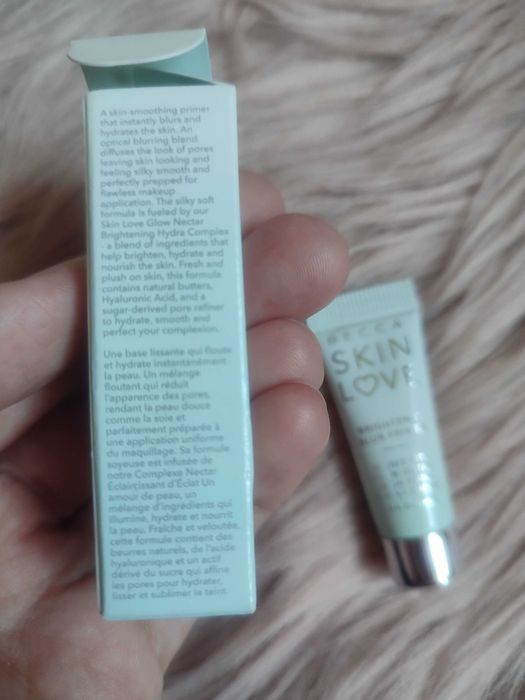 A skin-smoothing primer
that instantly blurs and
hydrates the skin. An
optical blurring blend
diffuses the look of pores
leaving skin looking and
feeling silky smooth and
perfectly prepped for
flawless makeup
application. The silky soft
formula is fueled by our
Skin Love Glow Nectar
Brightening Hydra Complex
- a blend of ingredients that
help brighten, hydrate and
nourish the skin. Fresh and
plush on skin, this formula
contains natural butters,
Hyaluronic Acid, and a
sugar-derived pore refiner
to hydrate, smooth and
perfect your complexion.
Une base lissante qui floute
et hydrate instantanément
la peau. Un mélange
floutant qui réduit
l'apparence des pores,
rendant la peau douce
comme la soie et
parfaitement préparée à
une application uniforme
du maquillage. Sa formule
soyeuse est infusée de
notre Complexe Nectar
Éclaircissant d'Éclat Un
amour de peau, un
mélange d'ingrédients qui
illumine, hydrate et nourrit
la peau. Fraîche et veloutée,
cette formule contient des
beurres naturels, de l'acide
hyaluronique et un actif
dérivé du sucre qui affine
les pores pour hydrater,
lisser et sublimer le teint.
BECCA
SKIN
LOVE
BLUR